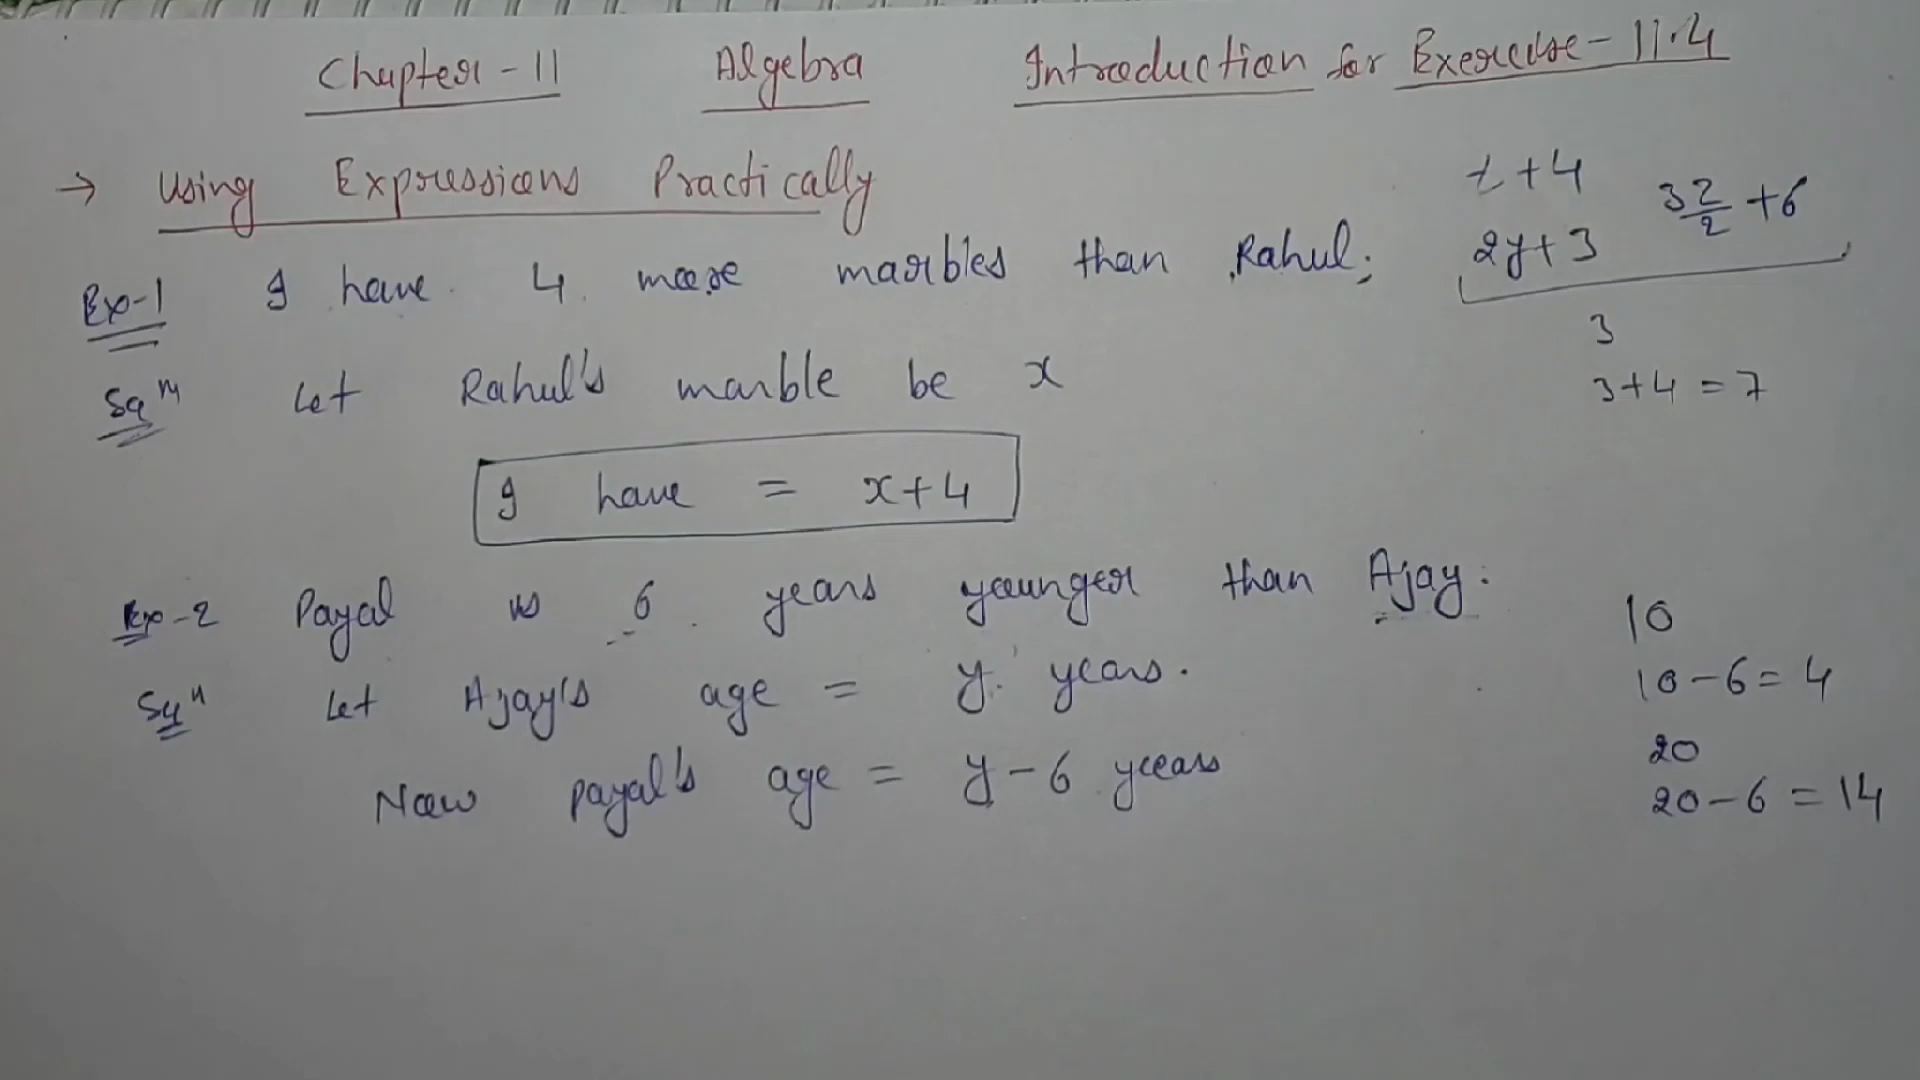 Chapter - 11 Algebra Introduction for Exercise - 11.4
→ Using Expressions Practically
Ex-1 I have 4 more marbles than Rahul.
Solⁿ Let Rahul's marble be x
I have = x+4
Ex-2 Payal is 6 years younger than Ajay.
Solⁿ Let Ajay's age = y years.
Now payal's age = y-6 years
t+4
2y+3
3z/2 +6
3
3+4 = 7
10
10-6 = 4
20
20-6 = 14